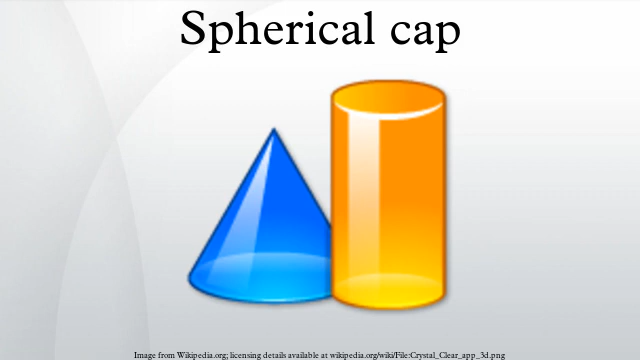 Spherical cap
Image from Wikipedia.org; licensing details available at wikipedia.org/wiki/File:Crystal_Clear_app_3d.png